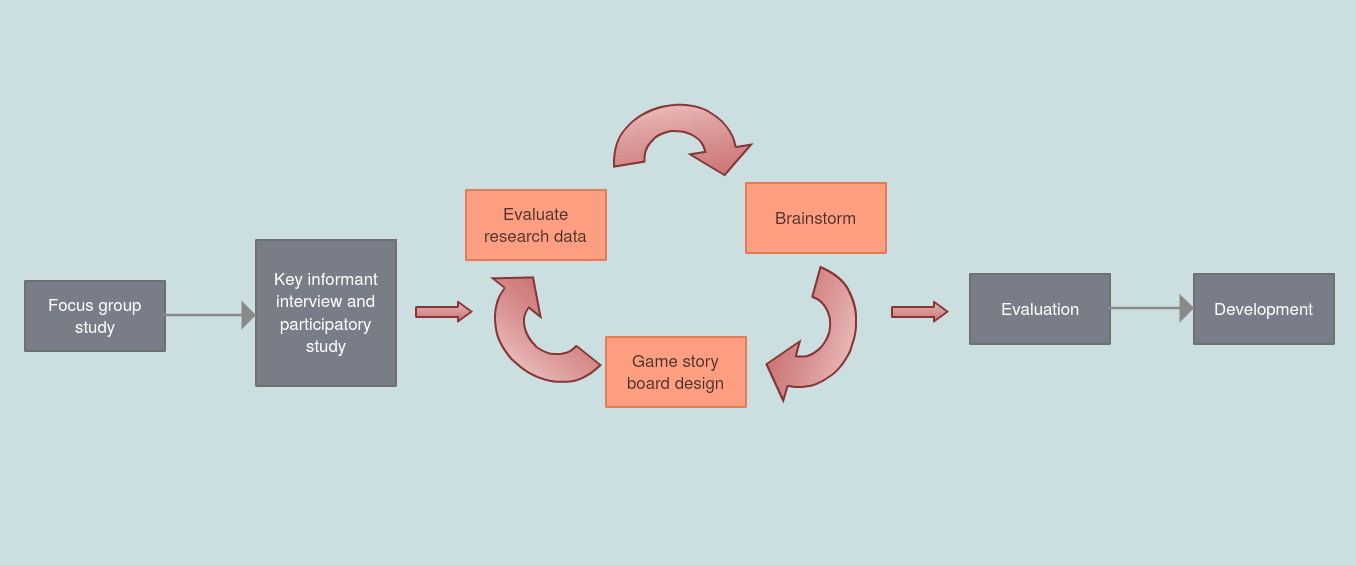 Focus group
study
Key informant
interview and
participatory
study
Evaluate
research data
Brainstorm
Game story
board design
Evaluation
Development